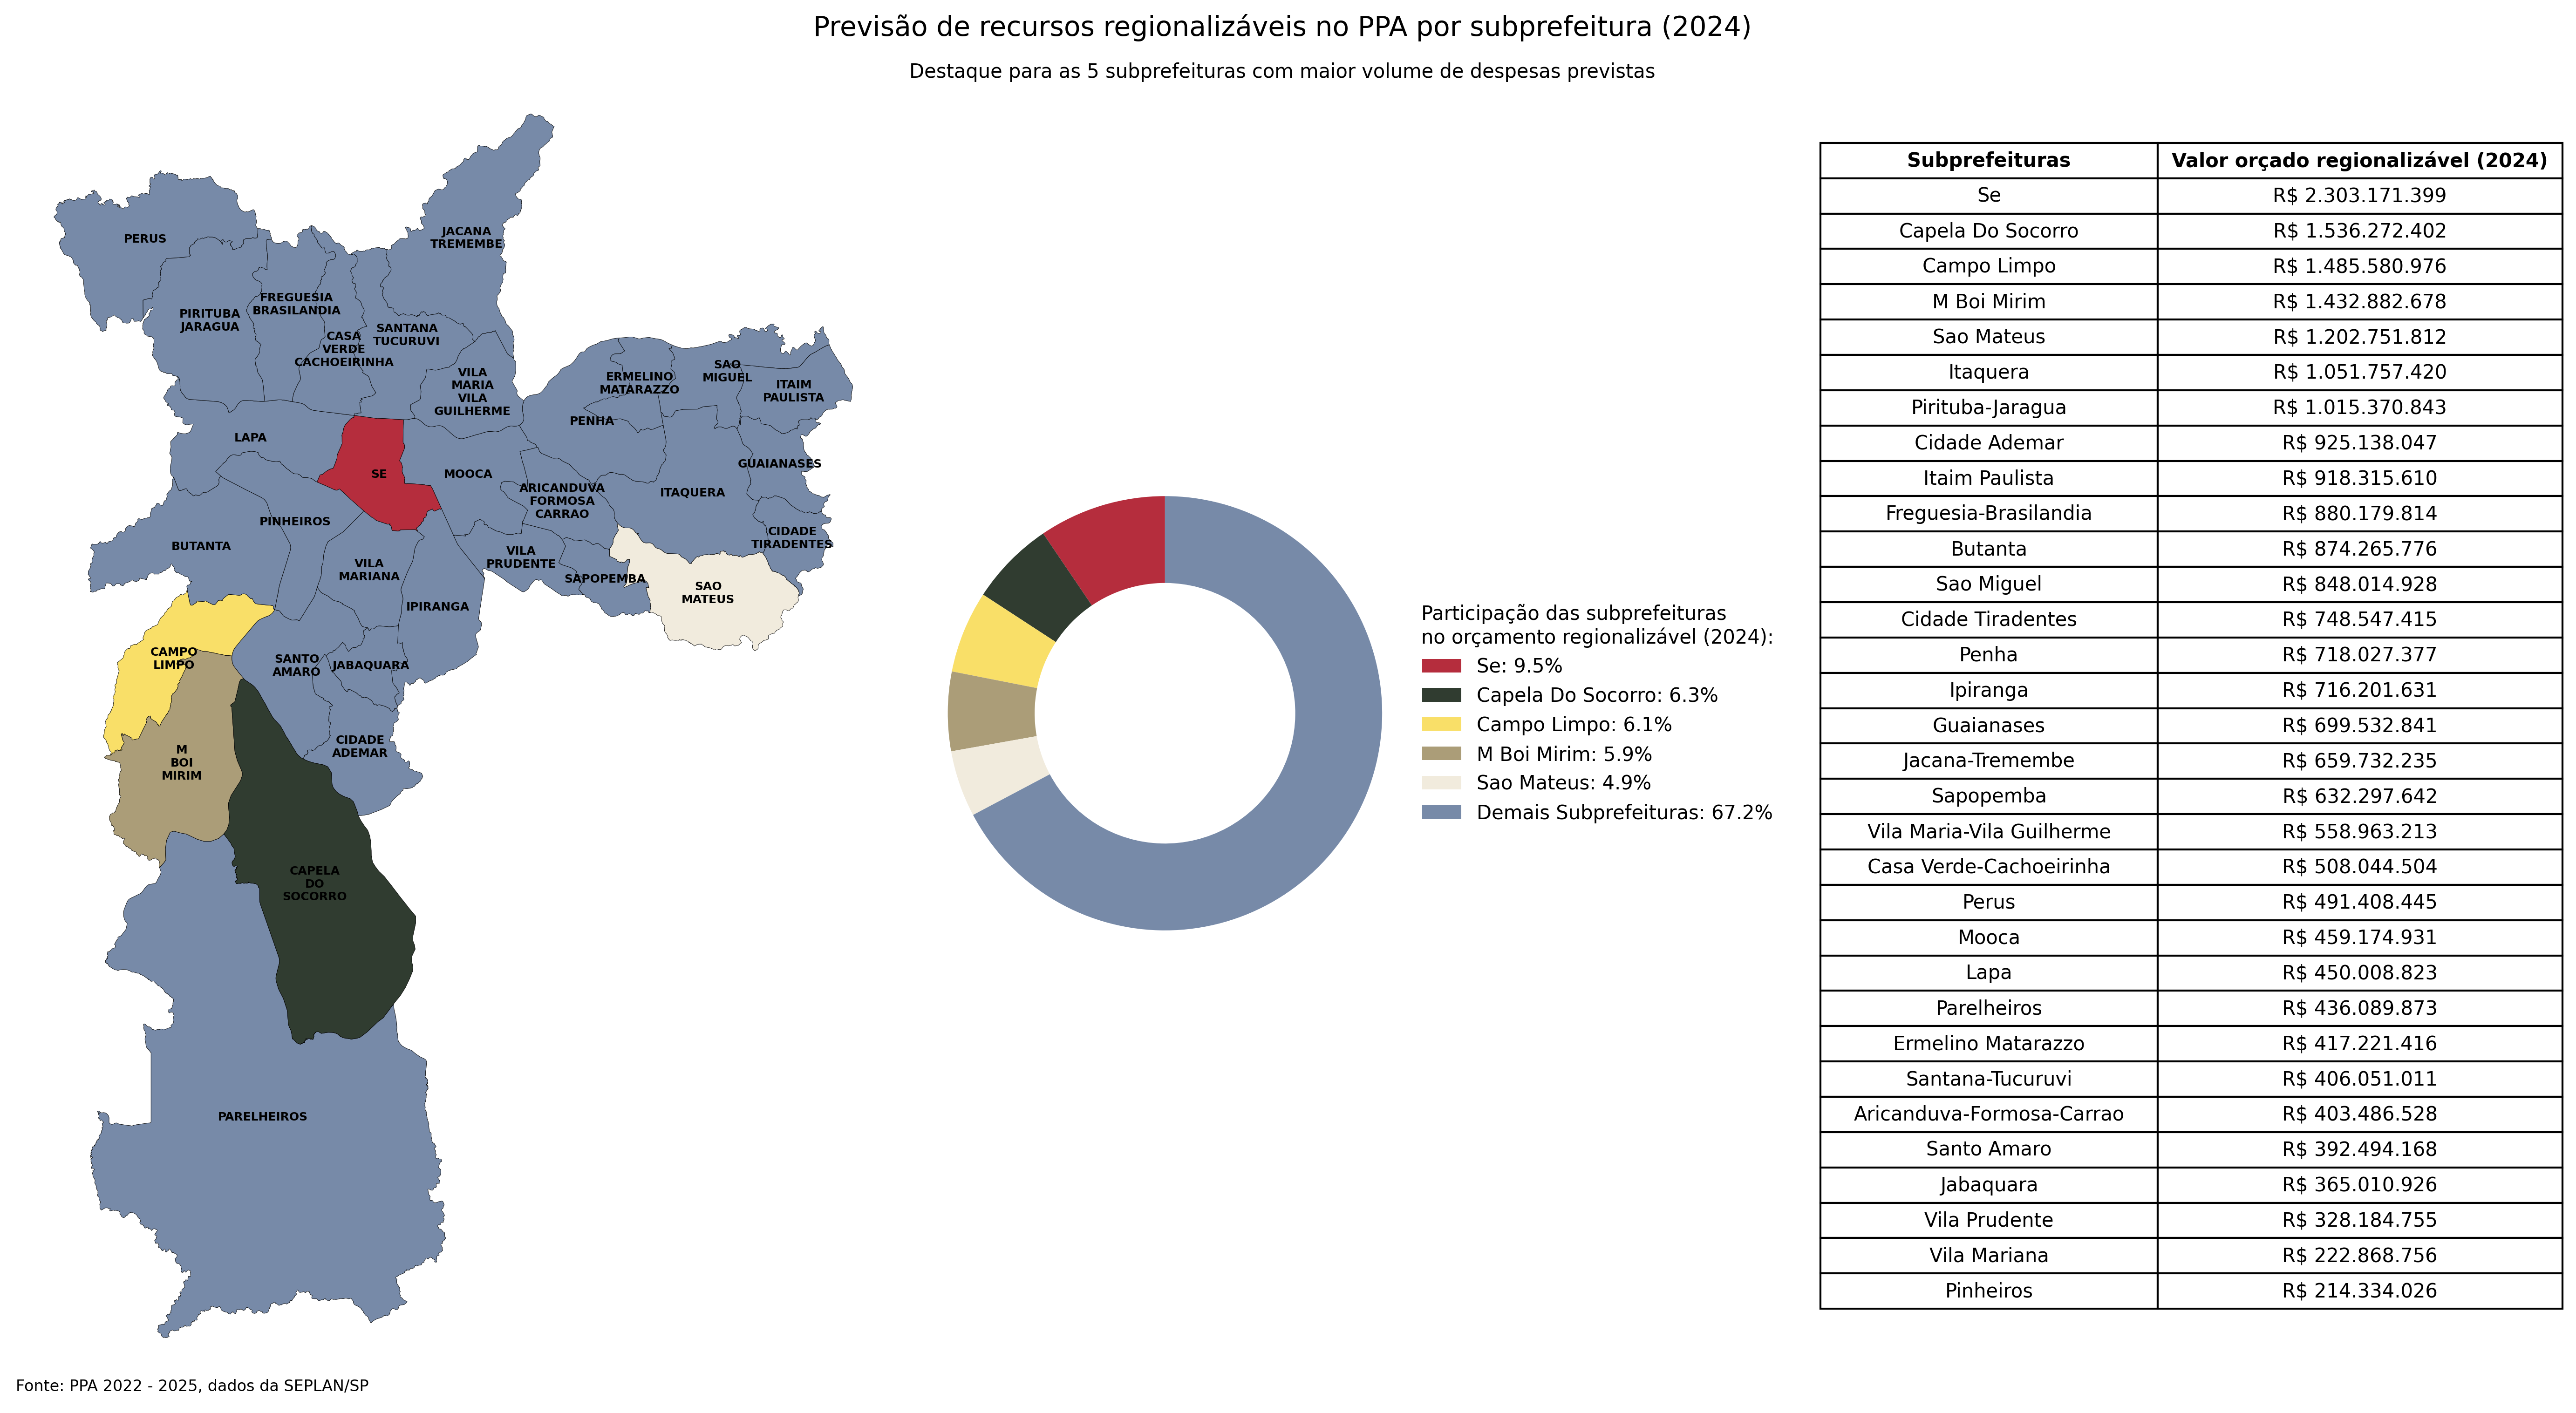 Previsão de recursos regionalizáveis no PPA por subprefeitura (2024)
Destaque para as 5 subprefeituras com maior volume de despesas previstas
PERUS
JACANA
TREMEMBE
PIRITUBA
JARAGUA
FREGUESIA
BRASILANDIA
CASA
VERDE
CACHOEIRINHA
SANTANA
TUCURUVI
VILA
MARIA
VILA
GUILHERME
ERMELINO
MATARAZZO
SAO
MIGUEL
ITAIM
PAULISTA
PENHA
LAPA
SE
MOOCA
GUAIANASES
ARICANDUVA
FORMOSA
CARRAO
ITAQUERA
PINHEIROS
BUTANTA
CIDADE
TIRADENTES
VILA
MARIANA
VILA
PRUDENTE
SAPOPEMBA
SAO
MATEUS
IPIRANGA
CAMPO
LIMPO
SANTO
AMARO
JABAQUARA
M
BOI
MIRIM
CIDADE
ADEMAR
CAPELA
DO
SOCORRO
PARELHEIROS
Participação das subprefeituras
no orçamento regionalizável (2024):
Se: 9.5%
Capela Do Socorro: 6.3%
Campo Limpo: 6.1%
M Boi Mirim: 5.9%
Sao Mateus: 4.9%
Demais Subprefeituras: 67.2%
Subprefeituras Valor orçado regionalizável (2024)
Se R$ 2.303.171.399
Capela Do Socorro R$ 1.536.272.402
Campo Limpo R$ 1.485.580.976
M Boi Mirim R$ 1.432.882.678
Sao Mateus R$ 1.202.751.812
Itaquera R$ 1.051.757.420
Pirituba-Jaragua R$ 1.015.370.843
Cidade Ademar R$ 925.138.047
Itaim Paulista R$ 918.315.610
Freguesia-Brasilandia R$ 880.179.814
Butanta R$ 874.265.776
Sao Miguel R$ 848.014.928
Cidade Tiradentes R$ 748.547.415
Penha R$ 718.027.377
Ipiranga R$ 716.201.631
Guaianases R$ 699.532.841
Jacana-Tremembe R$ 659.732.235
Sapopemba R$ 632.297.642
Vila Maria-Vila Guilherme R$ 558.963.213
Casa Verde-Cachoeirinha R$ 508.044.504
Perus R$ 491.408.445
Mooca R$ 459.174.931
Lapa R$ 450.008.823
Parelheiros R$ 436.089.873
Ermelino Matarazzo R$ 417.221.416
Santana-Tucuruvi R$ 406.051.011
Aricanduva-Formosa-Carrao R$ 403.486.528
Santo Amaro R$ 392.494.168
Jabaquara R$ 365.010.926
Vila Prudente R$ 328.184.755
Vila Mariana R$ 222.868.756
Pinheiros R$ 214.334.026
Fonte: PPA 2022 - 2025, dados da SEPLAN/SP